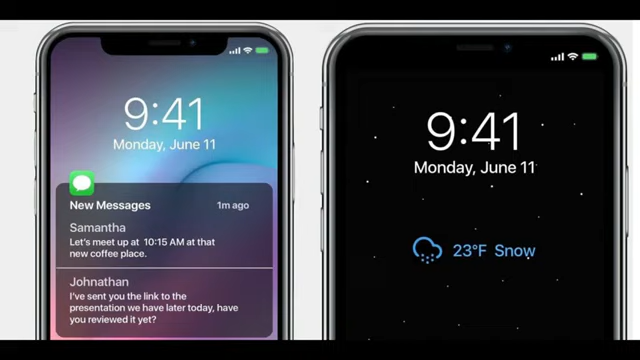 9:41
Monday, June 11
New Messages 1m ago
Samantha
Let's meet up at 10:15 AM at that
new coffee place.
Johnathan
I've sent you the link to the
presentation we have later today, have
you reviewed it yet?
9:41
Monday, June 11
23°F Snow